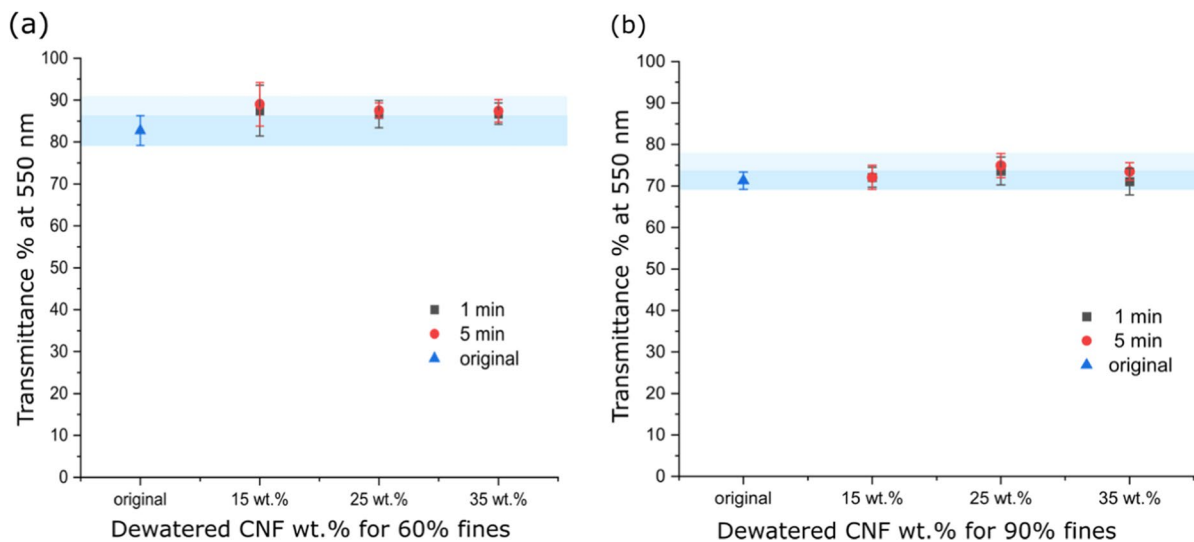 (a)
Transmittance % at 550 nm
100
90
80
70
60
50
40
30
20
10
0
1 min
5 min
original
original
15 wt.%
25 wt.%
35 wt.%
Dewatered CNF wt.% for 60% fines
(b)
Transmittance % at 550 nm
100
90
80
70
60
50
40
30
20
10
0
1 min
5 min
original
original
15 wt.%
25 wt.%
35 wt.%
Dewatered CNF wt.% for 90% fines